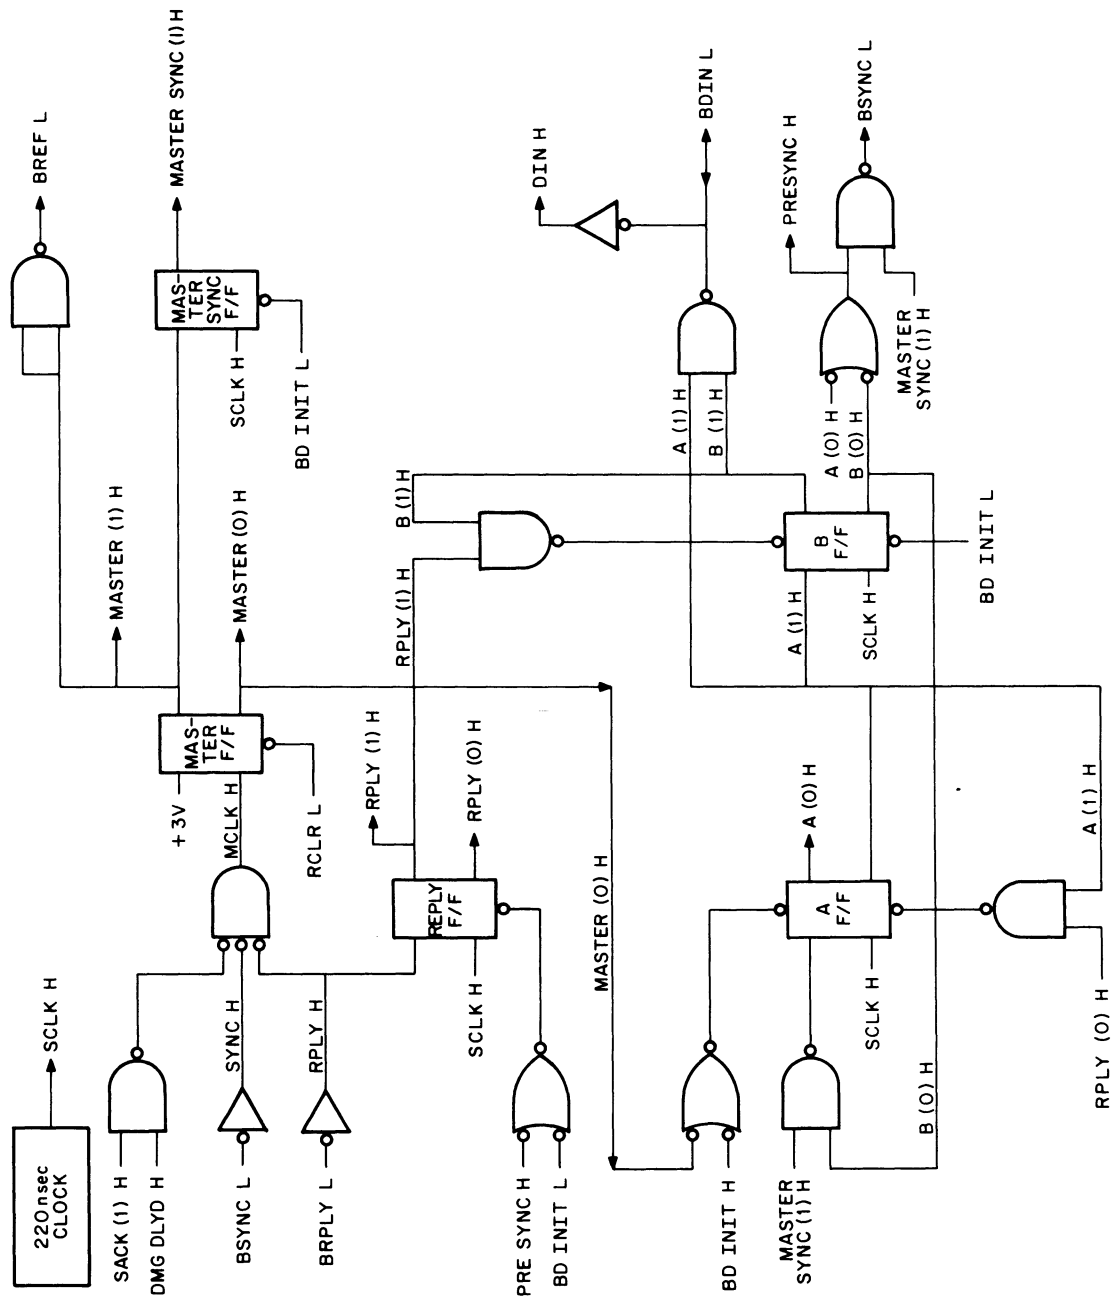 220nsec
CLOCK
SCLK H
SACK (1) H
DMG DLYD H
BSYNC L
SYNC H
BRPLY L
RPLY H
MCLK H
+3V
MAS-
TER
F/F
RCLR L
MASTER (1) H
MASTER (0) H
BREF L
MAS-
TER
SYNC
F/F
SCLK H
BD INIT L
MASTER SYNC (1) H
PRE SYNC H
BD INIT L
SCLK H
REPLY
F/F
RPLY (1) H
RPLY (0) H
RPLY (1) H
B (1) H
MASTER (0) H
BD INIT H
MASTER
SYNC (1) H
B (0) H
SCLK H
A
F/F
A (0) H
RPLY (0) H
A (1) H
A (1) H
SCLK H
B
F/F
BD INIT L
A (1) H
B (1) H
DIN H
BDIN L
A (0) H
B (0) H
MASTER
SYNC (1) H
PRESYNC H
BSYNC L